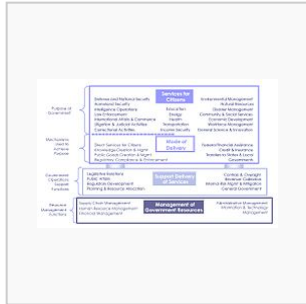 Services for
Citizens
Defense and National Security
Homeland Security
Intelligence Operations
Law Enforcement
International Affairs & Commerce
Litigation & Judicial Activities
Correctional Activities
Education
Energy
Health
Transportation
Income Security
Environmental Management
Natural Resources
Disaster Management
Community & Social Services
Economic Development
Workforce Management
General Science & Innovation
Purpose of
Government
Mode of
Delivery
Direct Services for Citizens
Knowledge Creation & Mgmt
Public Goods Creation & Mgmt
Regulatory Compliance & Enforcement
Federal Financial Assistance
Credit & Insurance
Transfers to States & Local
Governments
Mechanisms
Used to
Achieve
Purpose
Support Delivery
of Services
Legislative Relations
Public Affairs
Regulatory Development
Planning & Resource Allocation
Controls & Oversight
Revenue Collection
Internal Risk Mgmt & Mitigation
General Government
Government
Operations
Support
Functions
Management of
Government Resources
Supply Chain Management
Human Resource Management
Financial Management
Administrative Management
Information & Technology
Management
Resource
Management
Functions